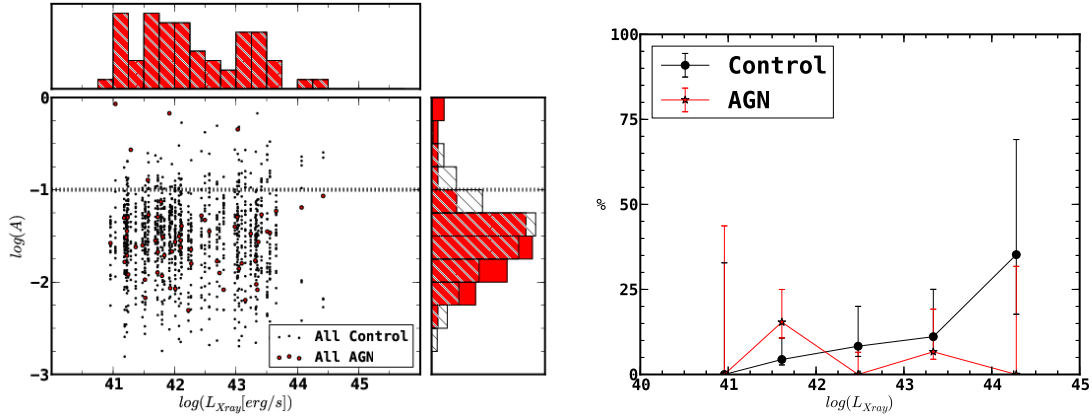 0
−1
−2
−3
log(A)
All Control
All AGN
41 42 43 44 45
log(L_Xray[erg/s])
100
75
50
25
0
%
Control
AGN
40 41 42 43 44 45
log(L_Xray)